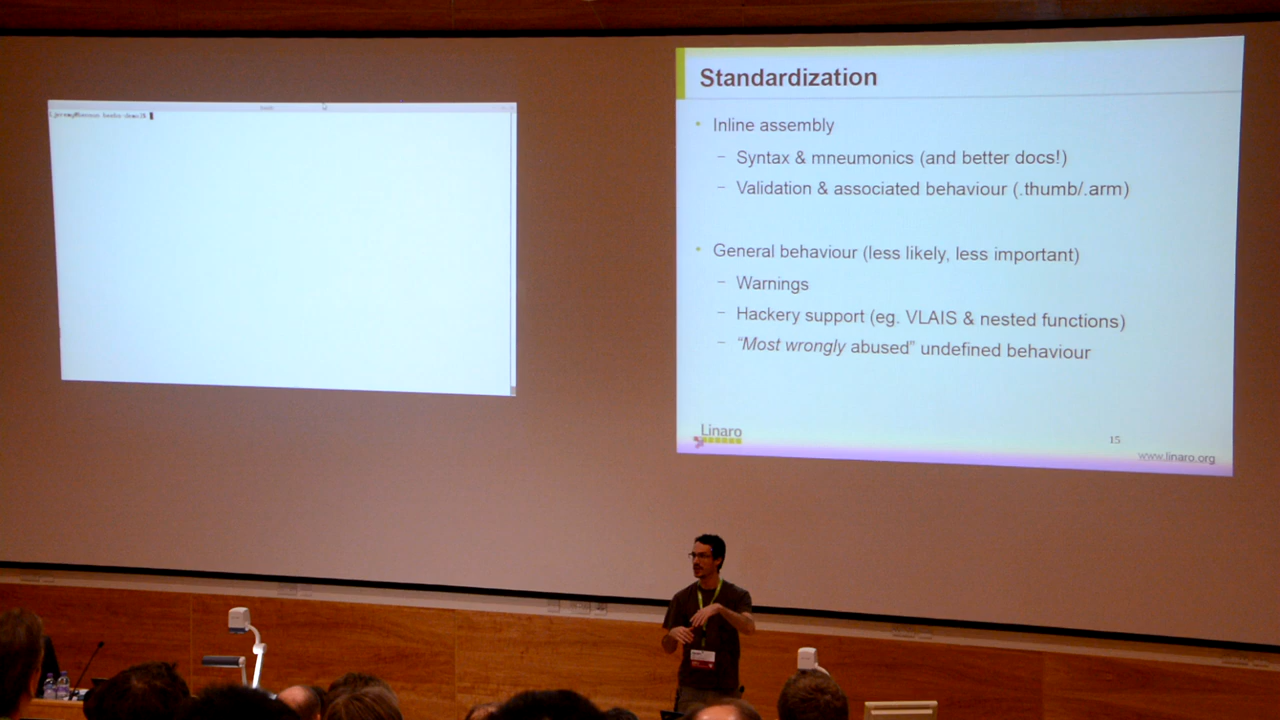 Standardization
Inline assembly
– Syntax & mneumonics (and better docs!)
– Validation & associated behaviour (.thumb/.arm)
General behaviour (less likely, less important)
– Warnings
– Hackery support (eg. VLAIS & nested functions)
– “Most wrongly abused” undefined behaviour
Linaro
15
www.linaro.org